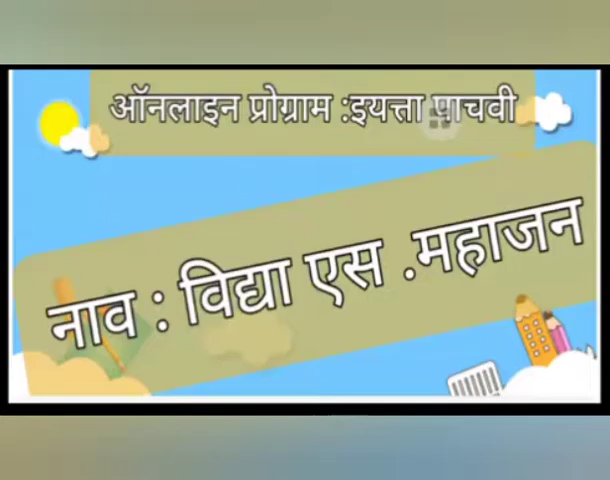 ऑनलाइन प्रोग्राम :इयत्ता पाचवी
नाव : विद्या एस .महाजन